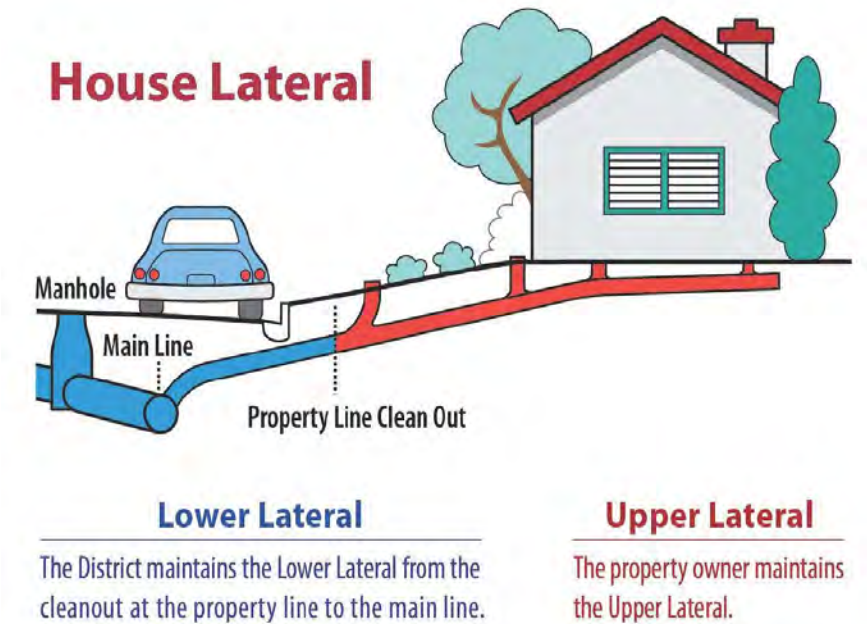 House Lateral
Manhole
Main Line
Property Line Clean Out
Lower Lateral
The District maintains the Lower Lateral from the
cleanout at the property line to the main line.
Upper Lateral
The property owner maintains
the Upper Lateral.